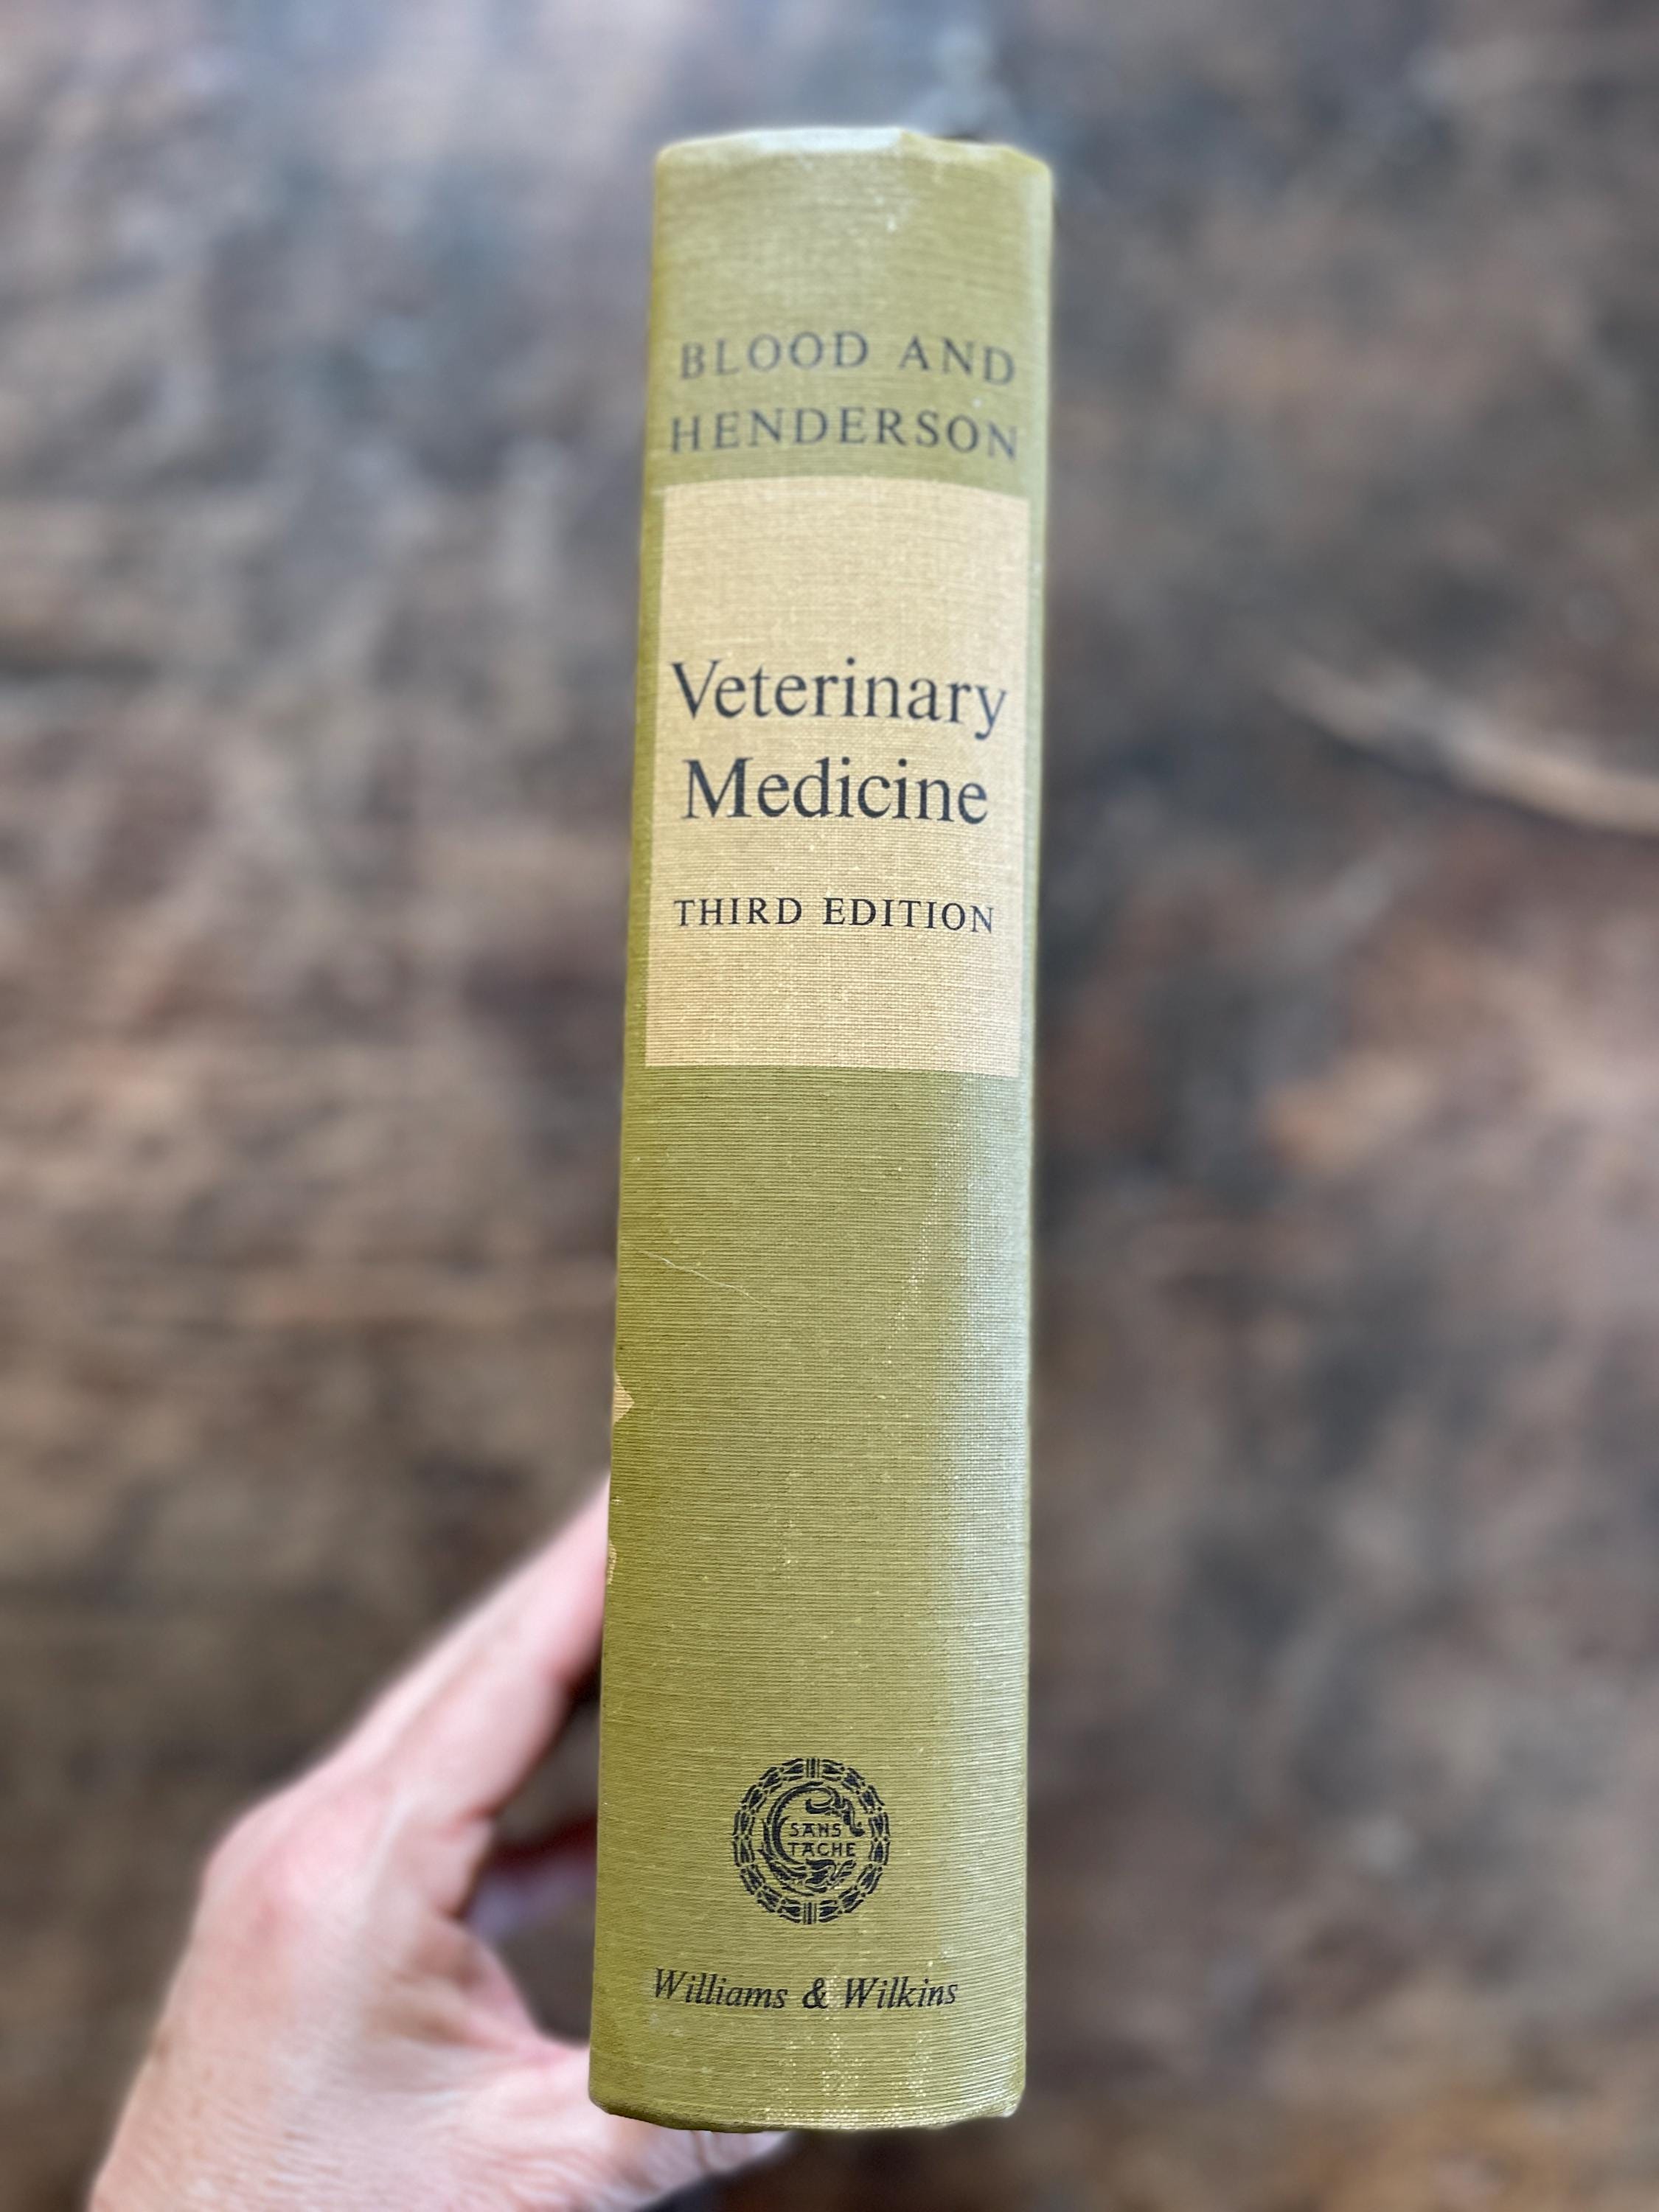 BLOOD AND
HENDERSON
Veterinary
Medicine
THIRD EDITION
SANS
TACHE
Williams & Wilkins